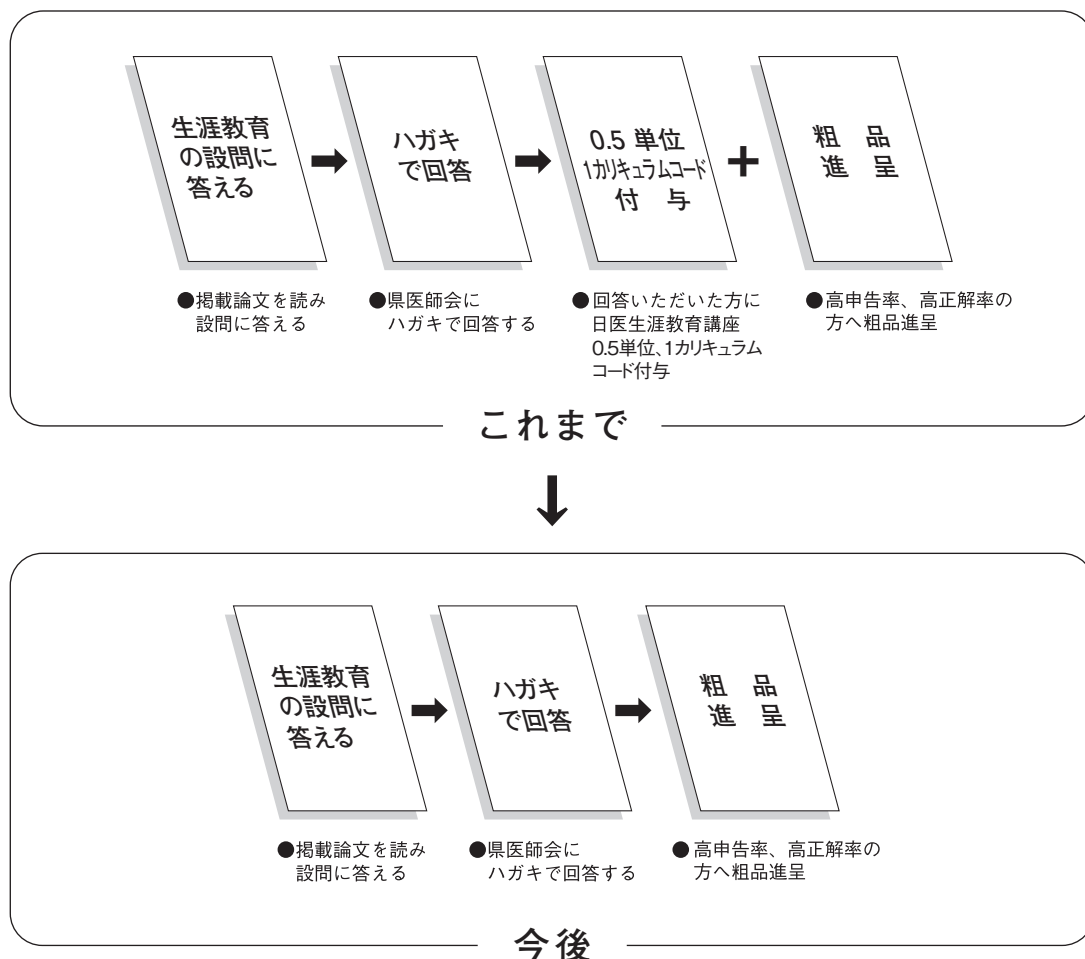 生涯教育
の設問に
答える
ハガキ
で回答
0.5 単位
1カリキュラムコード
付 与
粗 品
進 呈
●掲載論文を読み
設問に答える
●県医師会に
ハガキで回答する
●回答いただいた方に
日医生涯教育講座
0.5単位、1カリキュラム
コード付与
●高申告率、高正解率の
方へ粗品進呈
これまで
生涯教育
の設問に
答える
ハガキ
で回答
粗 品
進 呈
●掲載論文を読み
設問に答える
●県医師会に
ハガキで回答する
●高申告率、高正解率の
方へ粗品進呈
今後